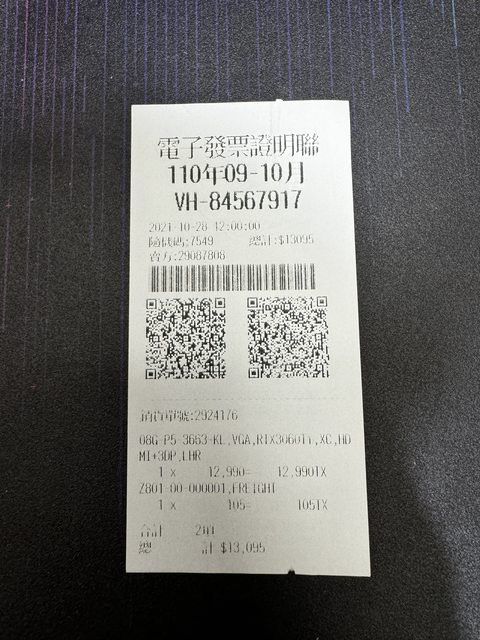 電子發票證明聯
110年09-10月
VH-84567917
2021-10-28 12:00:00
隨機碼:7549 總計:$13095
賣方:29087808
銷貨單號:2924176
08G-P5-3663-KL,VGA,RTX3060Ti,XC,HD
MI+3DP,LHR
1 x 12,990= 12,990TX
Z801-00-000001,FREIGHT
1 x 105= 105TX
合計 2項
總 計 $13,095